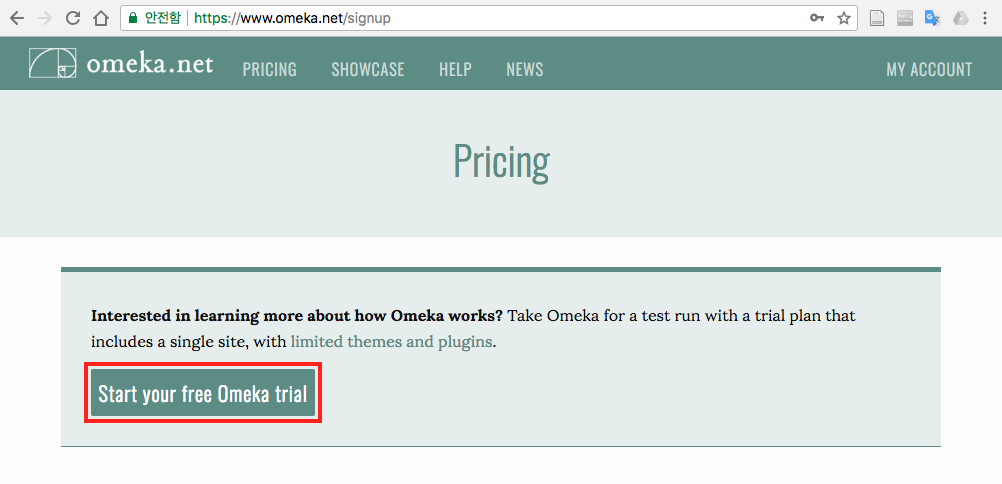 안전함 https://www.omeka.net/signup
omeka.net PRICING SHOWCASE HELP NEWS MY ACCOUNT
Pricing
Interested in learning more about how Omeka works? Take Omeka for a test run with a trial plan that
includes a single site, with limited themes and plugins.
Start your free Omeka trial